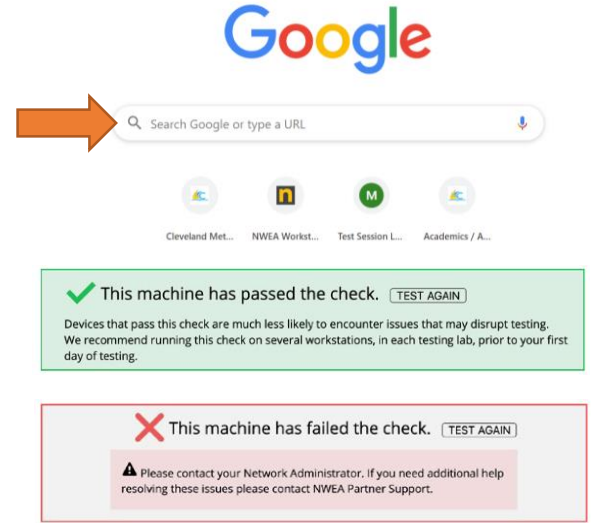 Google
Search Google or type a URL
n
M
Cleveland Met...
NWEA Workst...
Test Session L...
Academics / A...
This machine has passed the check. TEST AGAIN
Devices that pass this check are much less likely to encounter issues that may disrupt testing.
We recommend running this check on several workstations, in each testing lab, prior to your first
day of testing.
This machine has failed the check. TEST AGAIN
Please contact your Network Administrator. If you need additional help
resolving these issues please contact NWEA Partner Support.